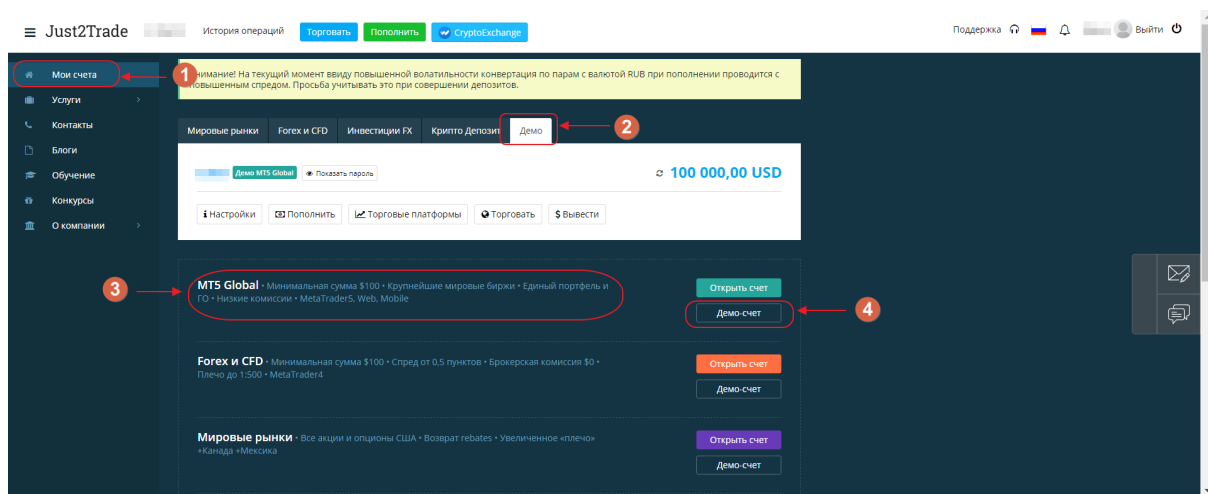 Just2Trade
История операций
Торговать
Пополнить
CryptoExchange
Поддержка
Выйти
Мои счета
1
Услуги
Контакты
Блоги
Обучение
Конкурсы
О компании
нимание! На текущий момент ввиду повышенной волатильности конвертация по парам с валютой RUB при пополнении проводится с
повышенным спредом. Просьба учитывать это при совершении депозитов.
Мировые рынки
Forex и CFD
Инвестиции FX
Крипто Депозит
Демо
2
Демо MT5 Global
Показать пароль
100 000,00 USD
Настройки
Пополнить
Торговые платформы
Торговать
Вывести
3
MT5 Global • Минимальная сумма $100 • Крупнейшие мировые биржи • Единый портфель и
ГО • Низкие комиссии • MetaTrader5, Web, Mobile
Открыть счет
Демо-счет
4
Forex и CFD • Минимальная сумма $100 • Спред от 0,5 пунктов • Брокерская комиссия $0 •
Плечо до 1:500 • MetaTrader4
Открыть счет
Демо-счет
Мировые рынки • Все акции и опционы США • Возврат rebates • Увеличенное «плечо»
+Канада +Мексика
Открыть счет
Демо-счет